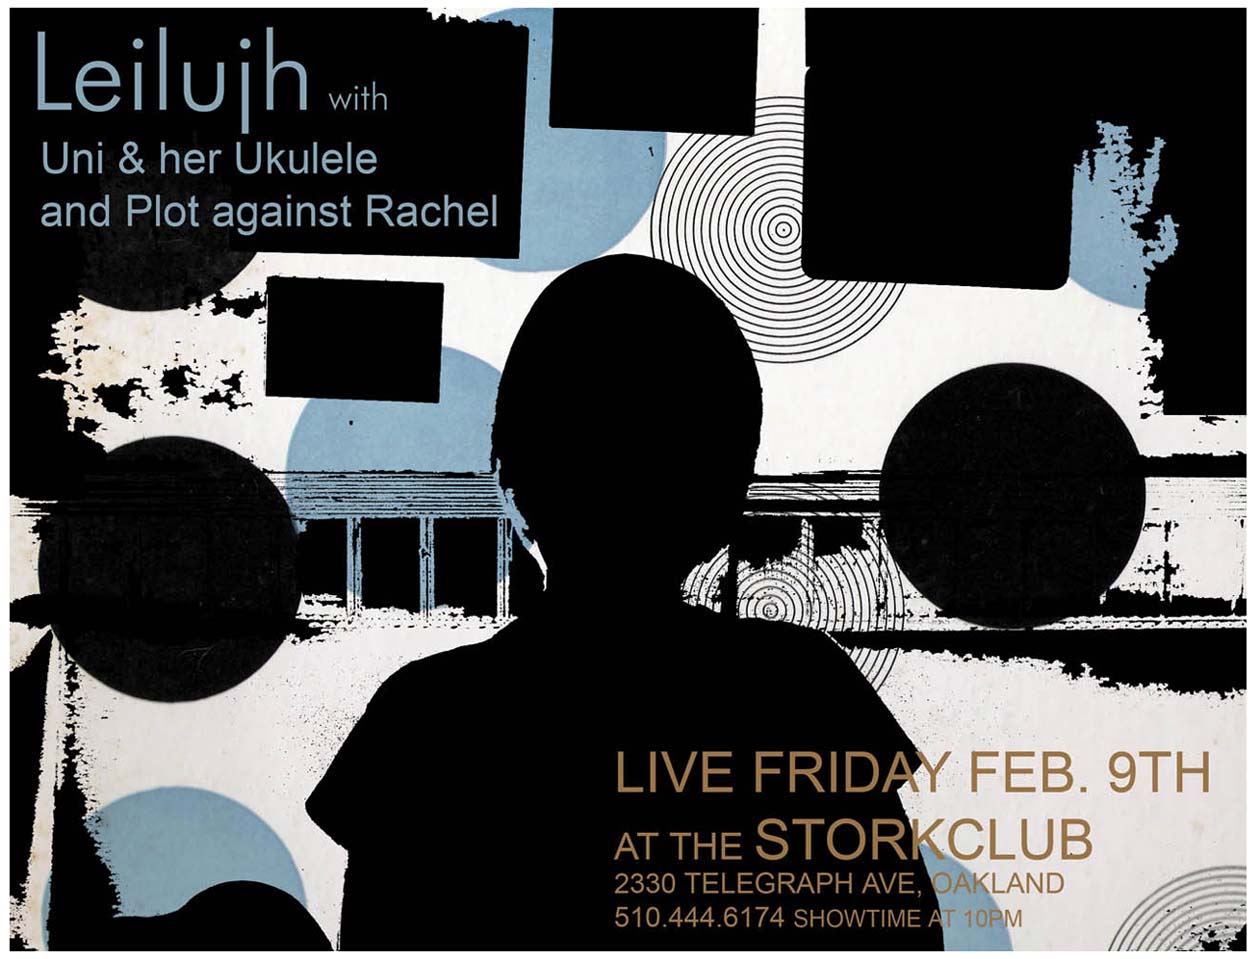 Leilujh with
Uni & her Ukulele
and Plot against Rachel
LIVE FRIDAY FEB. 9TH
AT THE STORKCLUB
2330 TELEGRAPH AVE, OAKLAND
510.444.6174 SHOWTIME AT 10PM